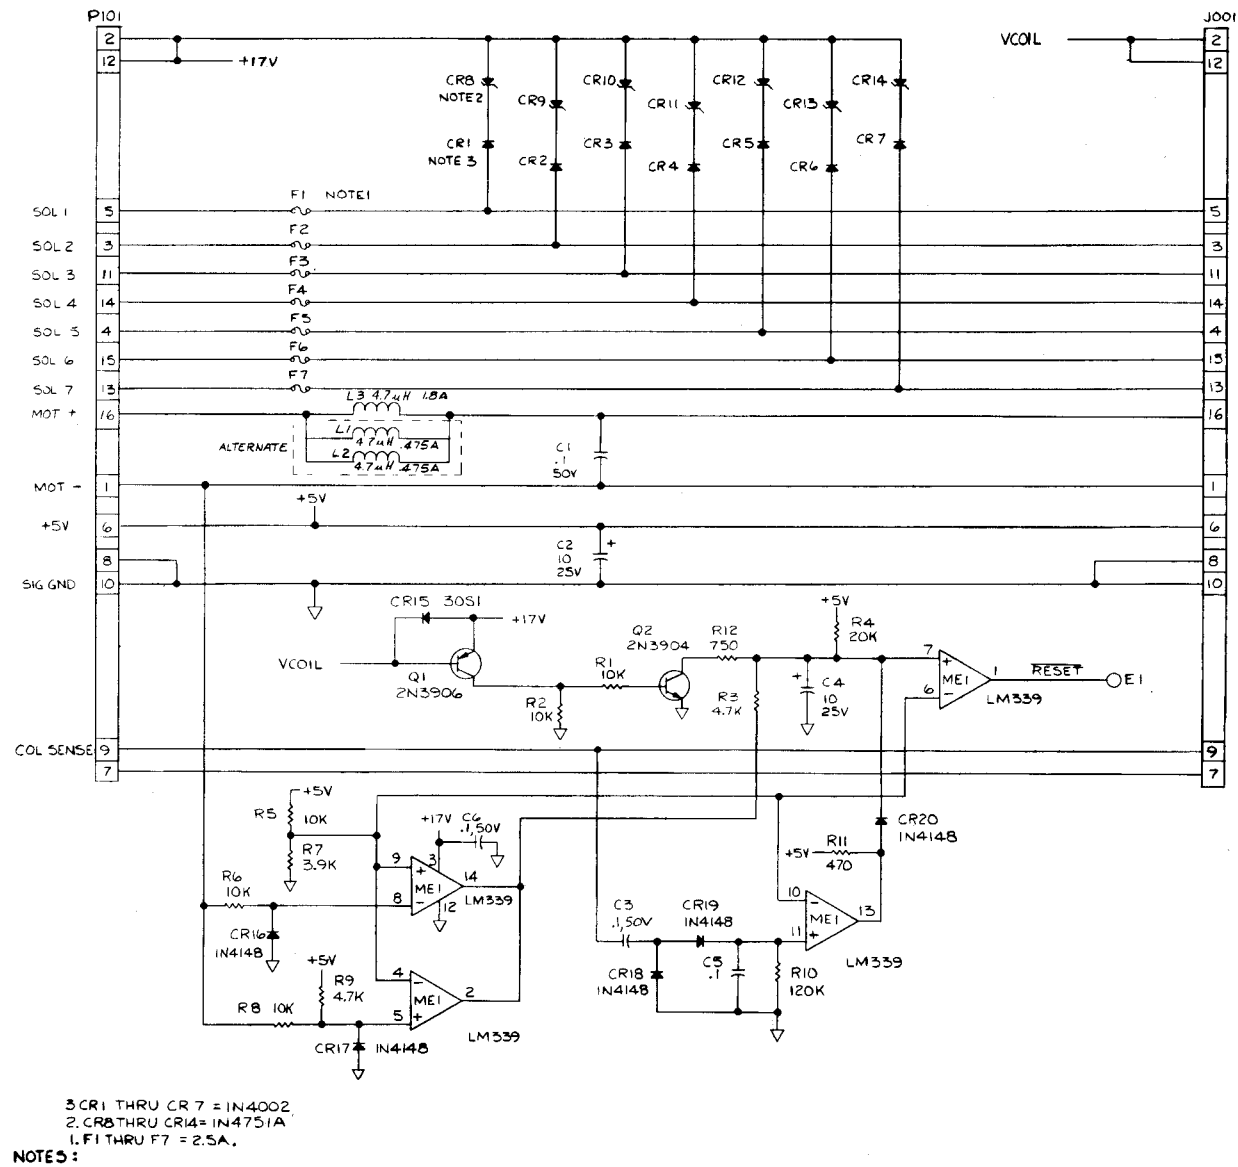 P101
J001
2
VCOIL
2
12
+17V
12
CR8
NOTE 2
CR9
CR10
CR11
CR12
CR13
CR14
CR1
NOTE 3
CR2
CR3
CR4
CR5
CR6
CR7
F1 NOTE 1
SOL 1 5
5
F2
SOL 2 3
3
F3
SOL 3 11
11
F4
SOL 4 14
14
F5
SOL 5 4
4
F6
SOL 6 15
15
F7
SOL 7 13
13
L3 4.7uH 1.8A
MOT + 16
16
L1
4.7uH .475A
ALTERNATE
L2
4.7uH .475A
C1
.1
50V
MOT - 1
1
+5V
+5V 6
6
C2 +
10
25V
8
8
SIG GND 10
10
CR15 30S1
+17V
VCOIL
Q1
2N3906
R1
10K
R2
10K
Q2
2N3904
R12
750
+5V
R4
20K
R3
4.7K
+
C4
10
25V
7
+
ME1
6
-
1
LM339
RESET
E1
COL SENSE 9
9
7
7
+5V
R5 10K
R7
3.9K
+17V
C6
.1,50V
9
+
3
ME1
14
8
-
12
LM339
R6
10K
CR16
1N4148
+5V
R9
4.7K
R8 10K
4
-
ME1
2
5
+
LM339
CR17 1N4148
C3
.1,50V
CR19
1N4148
CR18
1N4148
C5
.1
R10
120K
+5V
R11
470
CR20
1N4148
10
-
ME1
13
11
+
LM339
3 CR1 THRU CR 7 = 1N4002
2. CR8 THRU CR14= 1N4751A
1. F1 THRU F7 = 2.5A.
NOTES: